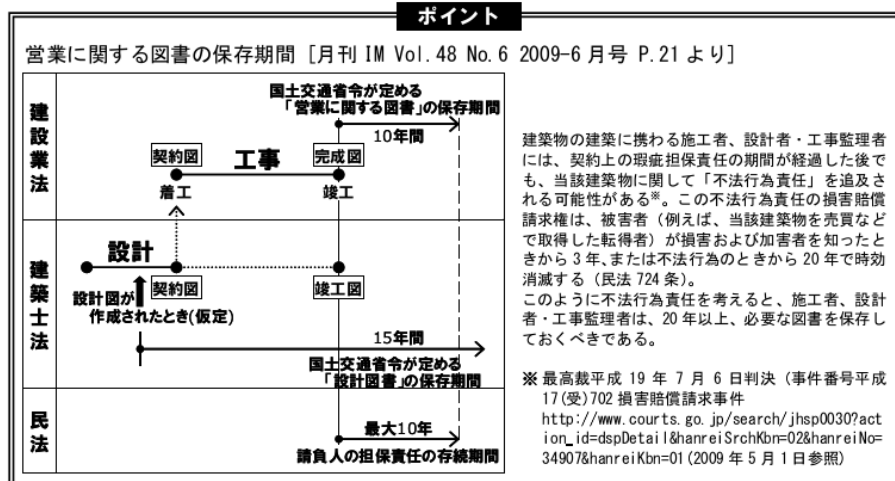 ポイント
営業に関する図書の保存期間 [月刊 IM Vol.48 No.6 2009-6月号 P.21 より]
建設業法
国土交通省令が定める
「営業に関する図書」の保存期間
10年間
契約図
工事
完成図
着工
竣工
建築士法
設計
契約図
竣工図
設計図が
作成されたとき(仮定)
15年間
国土交通省令が定める
「設計図書」の保存期間
民法
最大10年
請負人の担保責任の存続期間
建築物の建築に携わる施工者、設計者・工事監理者
には、契約上の瑕疵担保責任の期間が経過した後で
も、当該建築物に関して「不法行為責任」を追及さ
れる可能性がある※。この不法行為責任の損害賠償
請求権は、被害者（例えば、当該建築物を売買など
で取得した転得者）が損害および加害者を知ったと
きから 3 年、または不法行為のときから 20 年で時効
消滅する（民法 724 条）。
このように不法行為責任を考えると、施工者、設計
者・工事監理者は、20 年以上、必要な図書を保存し
ておくべきである。
※ 最高裁平成 19 年 7 月 6 日判決（事件番号平成
17(受)702 損害賠償請求事件
http://www.courts.go.jp/search/jhsp0030?act
ion_id=dspDetail&hanreiSrchKbn=02&hanreiNo=
34907&hanreiKbn=01(2009 年 5 月 1 日参照)